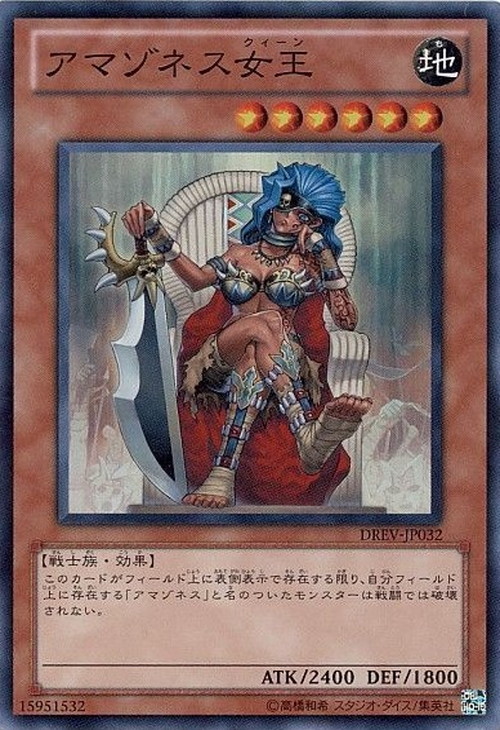 クィーン
アマゾネス女王
ち
地
DREV-JP032
【戦士族・効果】
このカードがフィールド上に表側表示で存在する限り、自分フィールド
上に存在する「アマゾネス」と名のついたモンスターは戦闘では破壊
されない。
ATK/2400 DEF/1800
15951532 ©高橋和希 スタジオ・ダイス/集英社